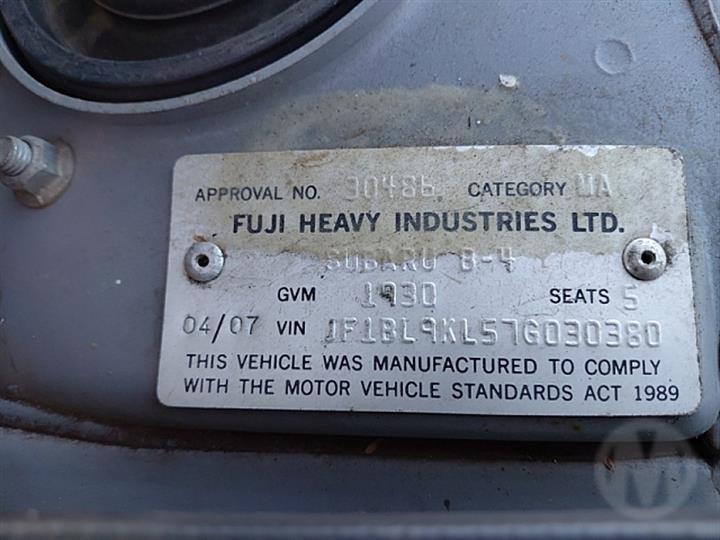 APPROVAL NO. 30486 CATEGORY MA
FUJI HEAVY INDUSTRIES LTD.
SUBARU B-4
GVM 1930 SEATS 5
04/07 VIN JF1BL9KL57G030380
THIS VEHICLE WAS MANUFACTURED TO COMPLY
WITH THE MOTOR VEHICLE STANDARDS ACT 1989
M